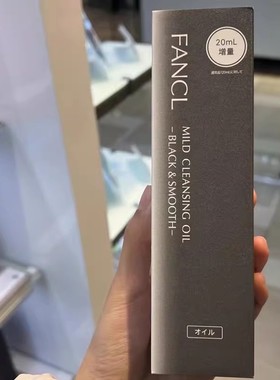 20mL
増量
FANCL
MILD CLEANSING OIL
-BLACK & SMOOTH-
オイル